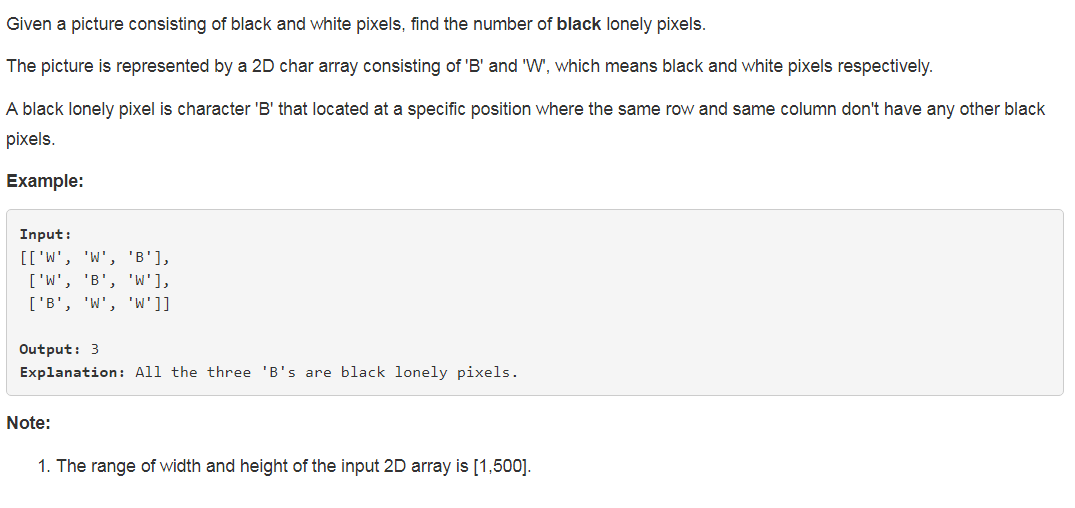 Given a picture consisting of black and white pixels, find the number of black lonely pixels.
The picture is represented by a 2D char array consisting of 'B' and 'W', which means black and white pixels respectively.
A black lonely pixel is character 'B' that located at a specific position where the same row and same column don't have any other black
pixels.
Example:
Input:
[['W', 'W', 'B'],
['W', 'B', 'W'],
['B', 'W', 'W']]
Output: 3
Explanation: All the three 'B's are black lonely pixels.
Note:
1. The range of width and height of the input 2D array is [1,500].